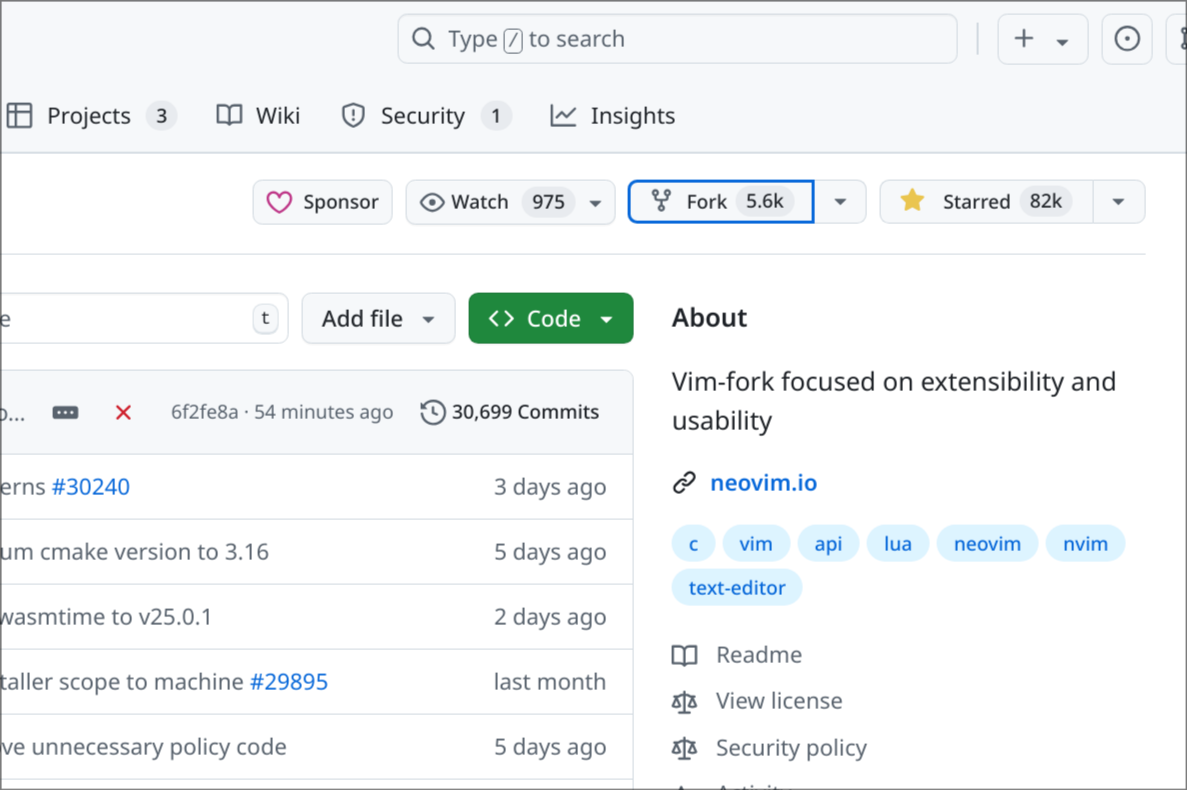 Type / to search
Projects 3 Wiki Security 1 Insights
Sponsor Watch 975 Fork 5.6k Starred 82k
e t Add file Code
o... 6f2fe8a · 54 minutes ago 30,699 Commits
erns #30240 3 days ago
um cmake version to 3.16 5 days ago
wasmtime to v25.0.1 2 days ago
taller scope to machine #29895 last month
ve unnecessary policy code 5 days ago
About
Vim-fork focused on extensibility and
usability
neovim.io
c vim api lua neovim nvim
text-editor
Readme
View license
Security policy